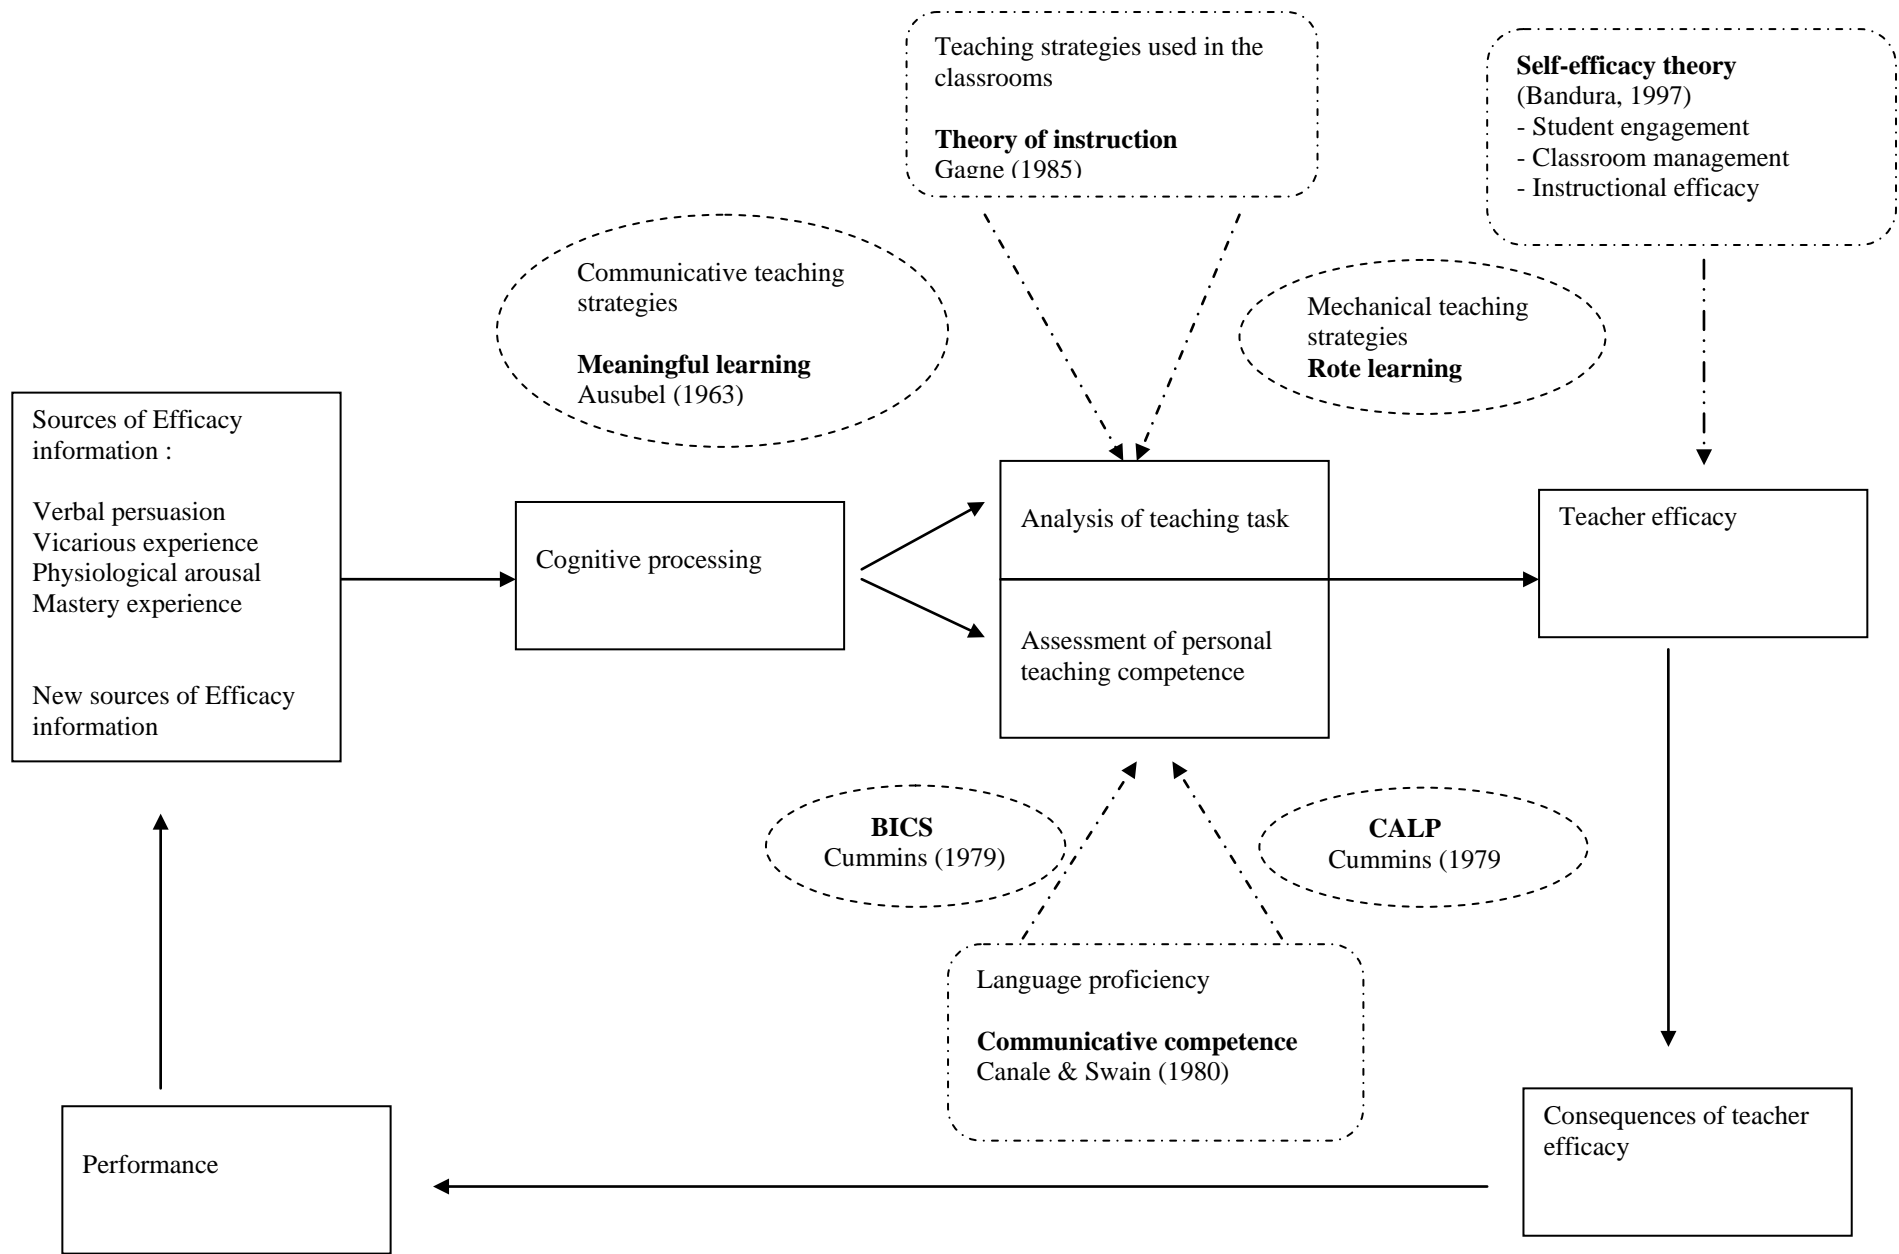 Teaching strategies used in the
classrooms
Theory of instruction
Gagne (1985)
Self-efficacy theory
(Bandura, 1997)
- Student engagement
- Classroom management
- Instructional efficacy
Communicative teaching
strategies
Meaningful learning
Ausubel (1963)
Mechanical teaching
strategies
Rote learning
Sources of Efficacy
information :
Verbal persuasion
Vicarious experience
Physiological arousal
Mastery experience
New sources of Efficacy
information
Cognitive processing
Analysis of teaching task
Assessment of personal
teaching competence
Teacher efficacy
BICS
Cummins (1979)
CALP
Cummins (1979
Language proficiency
Communicative competence
Canale & Swain (1980)
Performance
Consequences of teacher
efficacy